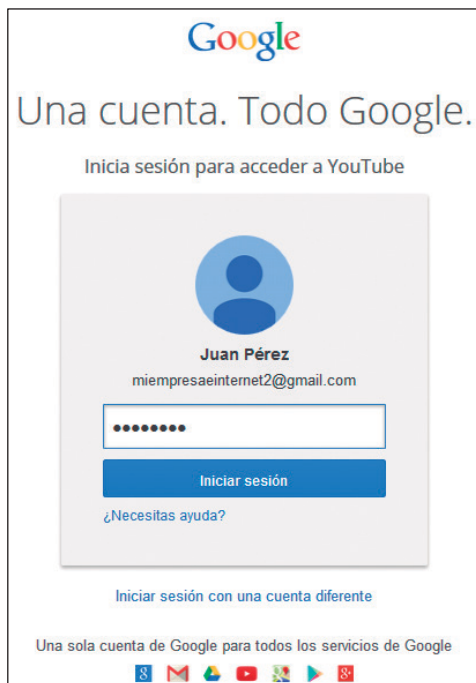 Google
Una cuenta. Todo Google.
Inicia sesión para acceder a YouTube
Juan Pérez
miempresaeinternet2@gmail.com
••••••••
Iniciar sesión
¿Necesitas ayuda?
Iniciar sesión con una cuenta diferente
Una sola cuenta de Google para todos los servicios de Google